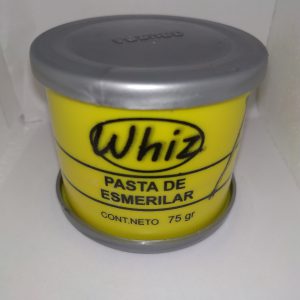 Whiz
PASTA DE
ESMERILAR
CONT.NETO 75 gr